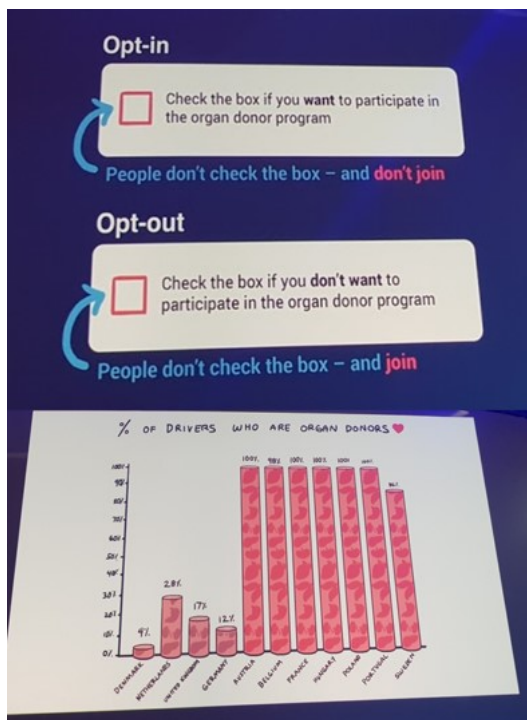 Opt-in
Check the box if you want to participate in
the organ donor program
People don't check the box – and don't join
Opt-out
Check the box if you don't want to
participate in the organ donor program
People don't check the box – and join
% OF DRIVERS WHO ARE ORGAN DONORS
100%
90%
80%
70%
60%
50%
40%
30%
20%
10%
0%
9%
28%
17%
12%
100%
98%
100%
100%
100%
100%
86%
DENMARK
NETHERLANDS
UNITED KINGDOM
GERMANY
AUSTRIA
BELGIUM
FRANCE
HUNGARY
POLAND
PORTUGAL
SWEDEN